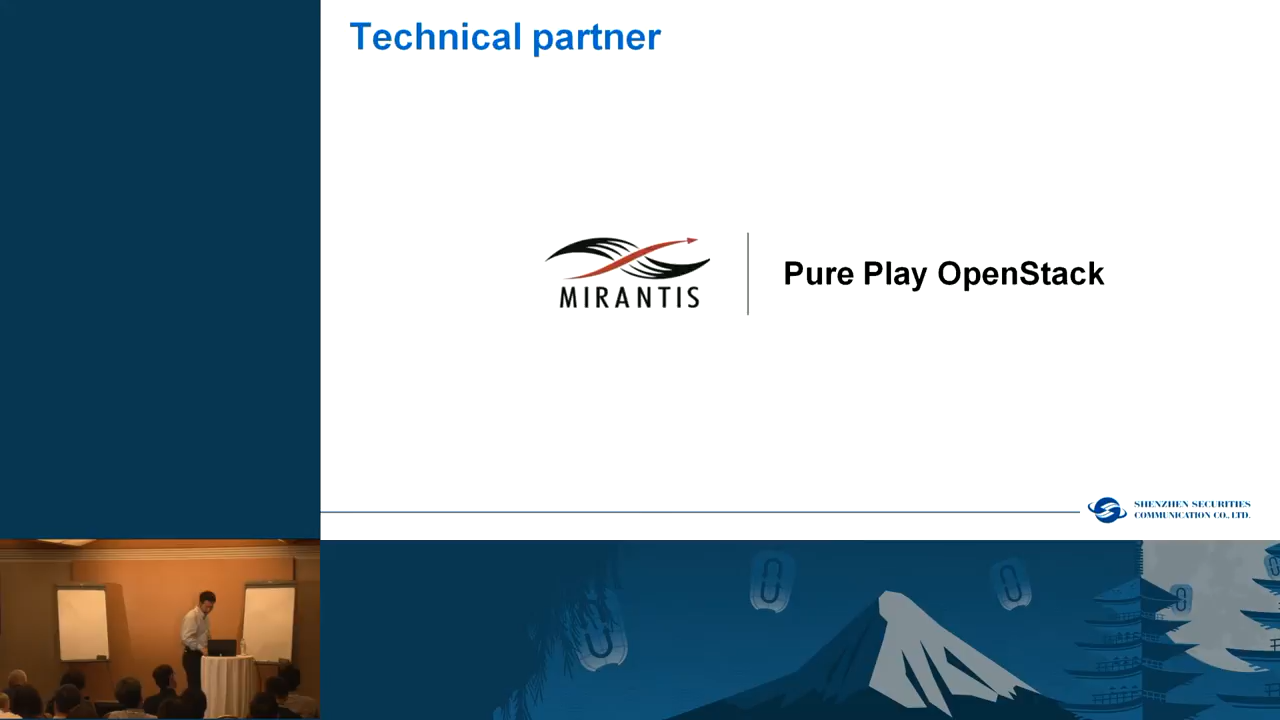 Technical partner
MIRANTIS
Pure Play OpenStack
SHENZHEN SECURITIES
COMMUNICATION CO., LTD.